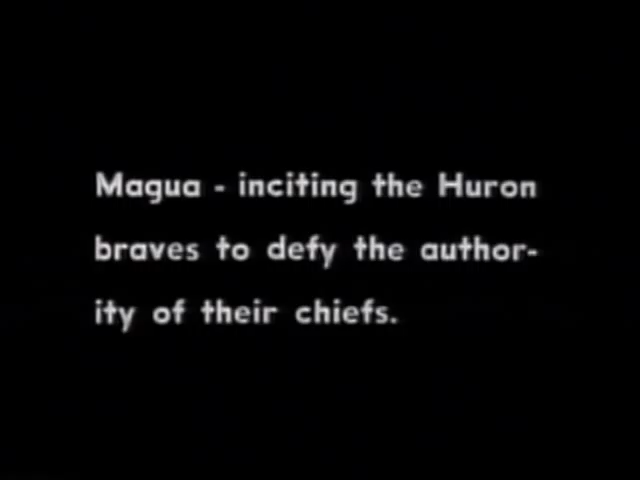 Magua - inciting the Huron
braves to defy the author-
ity of their chiefs.